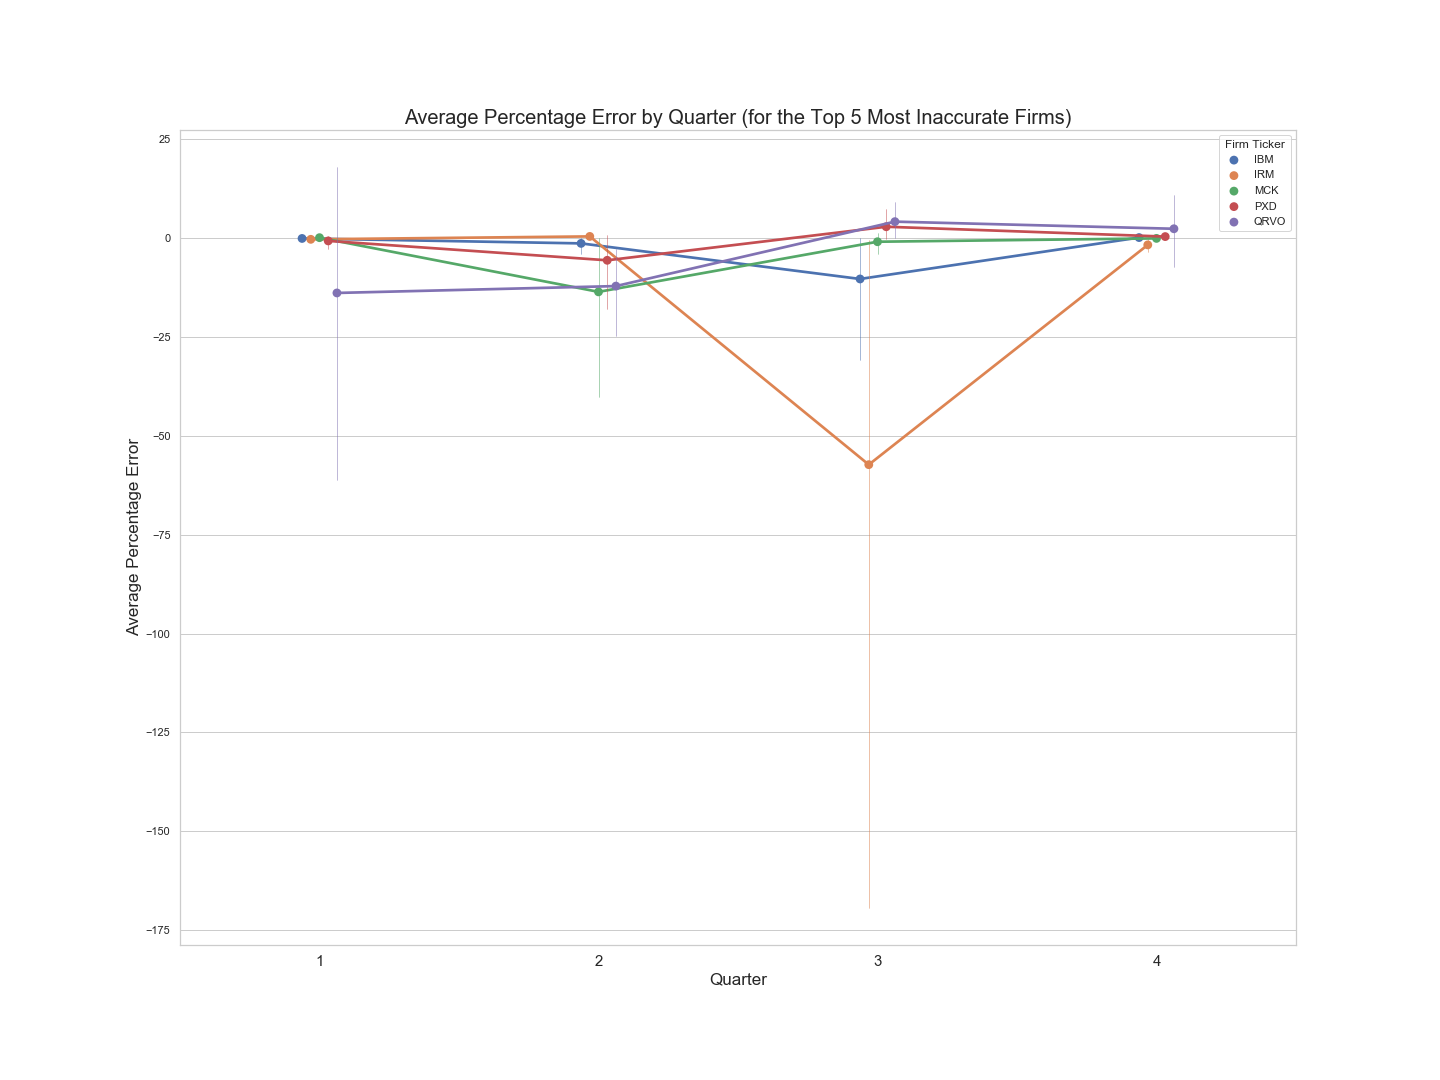 Average Percentage Error by Quarter (for the Top 5 Most Inaccurate Firms)
Firm Ticker
IBM
IRM
MCK
PXD
QRVO
25
0
−25
−50
−75
−100
−125
−150
−175
Average Percentage Error
1 2 3 4
Quarter